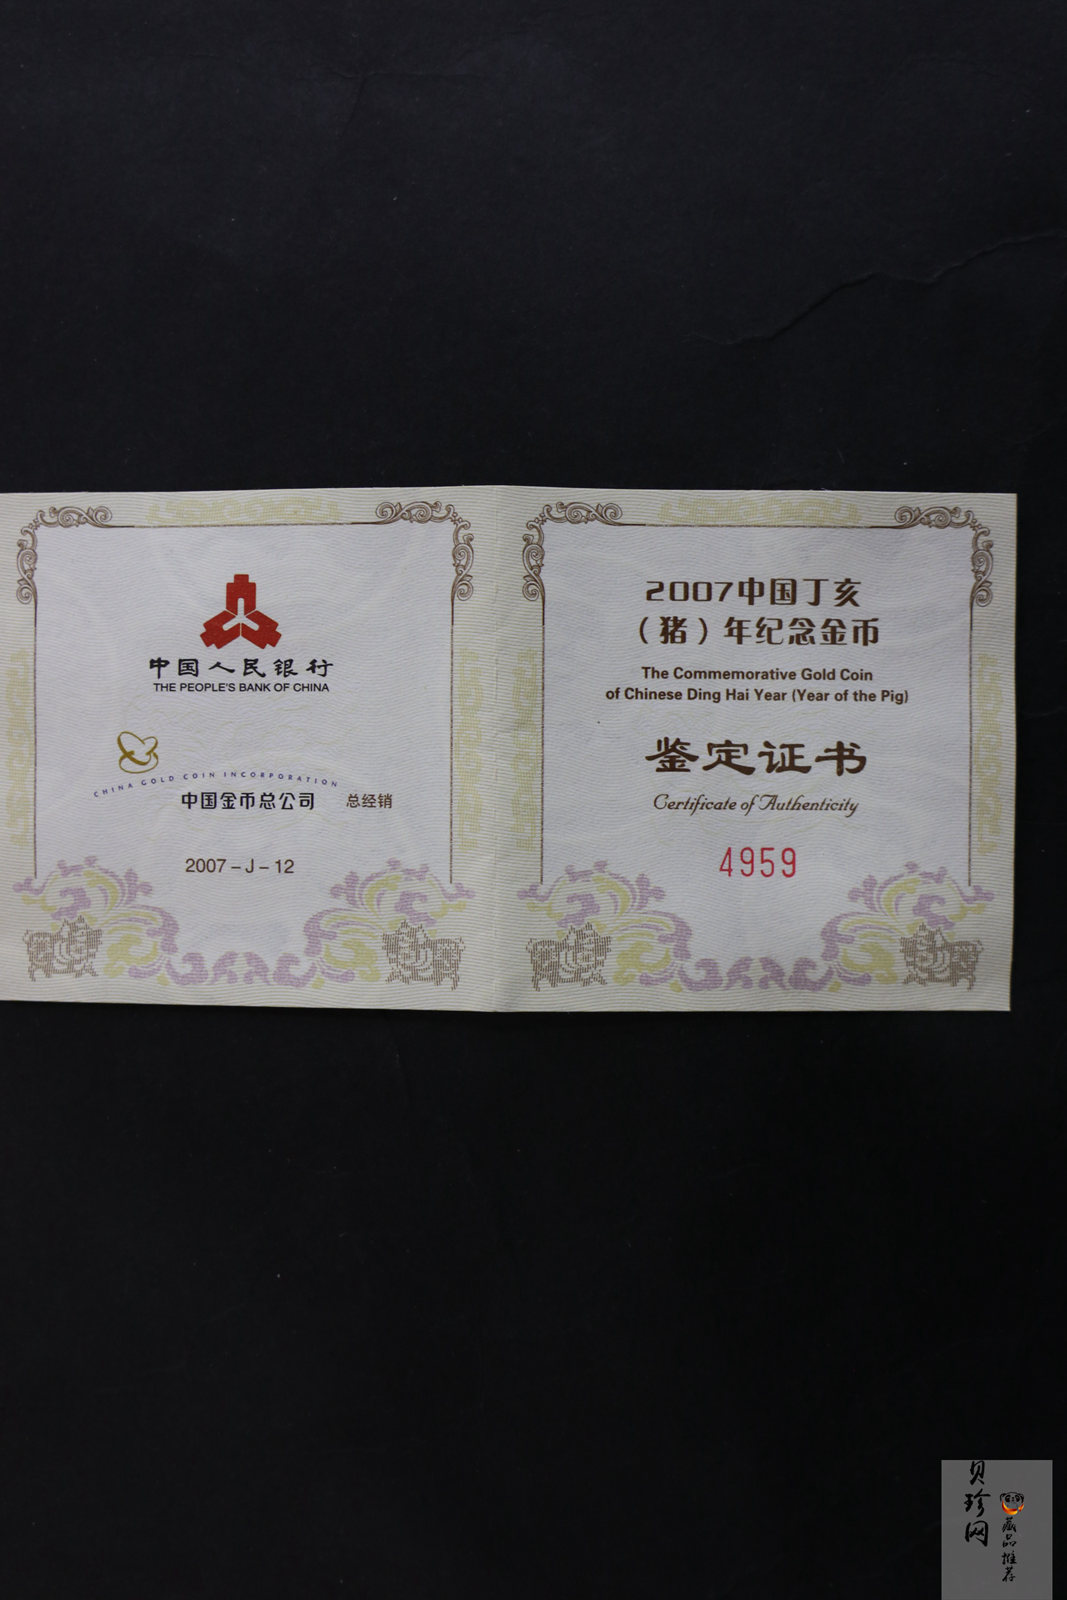 中国人民银行
THE PEOPLE'S BANK OF CHINA
CHINA GOLD COIN INCORPORATION
中国金币总公司 总经销
2007－J－12
2007中国丁亥
（猪）年纪念金币
The Commemorative Gold Coin
of Chinese Ding Hai Year (Year of the Pig)
鉴定证书
Certificate of Authenticity
4959
贝珍网
藏品推荐